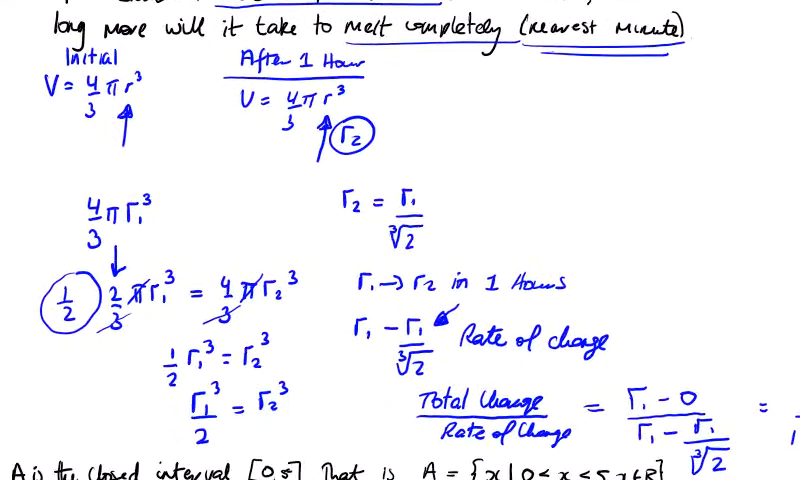 long more will it take to melt completely (nearest minute)
Initial
V = 4/3 π r³
After 1 Hour
V = 4/3 π r³
r₂
4/3 π r₁³
r₂ = r₁/∛2
1/2 2/3 π r₁³ = 4/3 π r₂³
r₁ → r₂ in 1 Hours
1/2 r₁³ = r₂³
r₁ - r₁/∛2 Rate of change
r₁³/2 = r₂³
Total Change/Rate of Change = r₁ - 0/r₁ - r₁/∛2 =
A is the closed interval [0,5] That is A = {x | 0 ≤ x ≤ 5, x ∈ R}